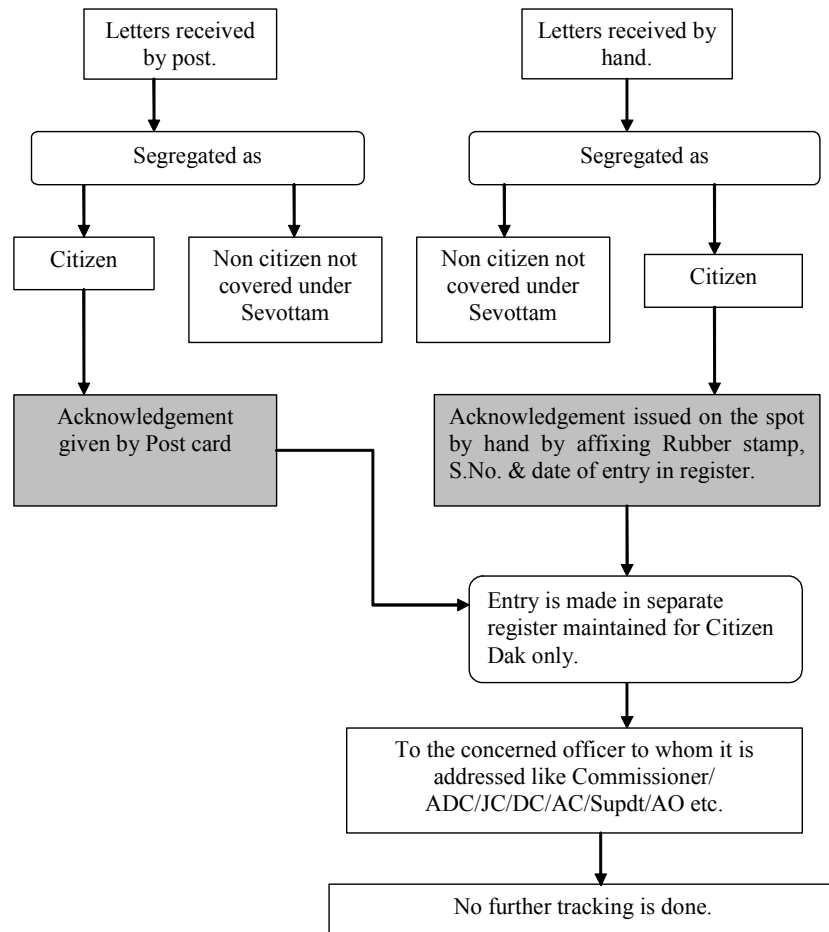 Letters received
by post.
Letters received by
hand.
Segregated as
Segregated as
Citizen
Non citizen not
covered under
Sevottam
Non citizen not
covered under
Sevottam
Citizen
Acknowledgement
given by Post card
Acknowledgement issued on the spot
by hand by affixing Rubber stamp,
S.No. & date of entry in register.
Entry is made in separate
register maintained for Citizen
Dak only.
To the concerned officer to whom it is
addressed like Commissioner/
ADC/JC/DC/AC/Supdt/AO etc.
No further tracking is done.